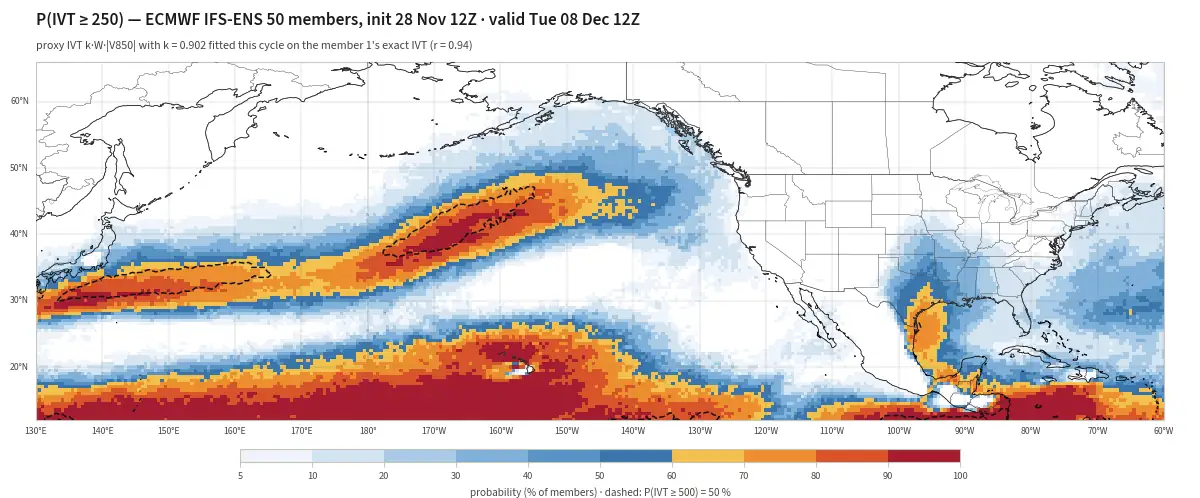 P(IVT ≥ 250) — ECMWF IFS-ENS 50 members, init 28 Nov 12Z · valid Tue 08 Dec 12Z
proxy IVT k·W·|V850| with k = 0.902 fitted this cycle on the member 1's exact IVT (r = 0.94)
60°N
50°N
40°N
30°N
20°N
130°E 140°E 150°E 160°E 170°E 180° 170°W 160°W 150°W 140°W 130°W 120°W 110°W 100°W 90°W 80°W 70°W 60°W
5 10 20 30 40 50 60 70 80 90 100
probability (% of members) · dashed: P(IVT ≥ 500) = 50 %